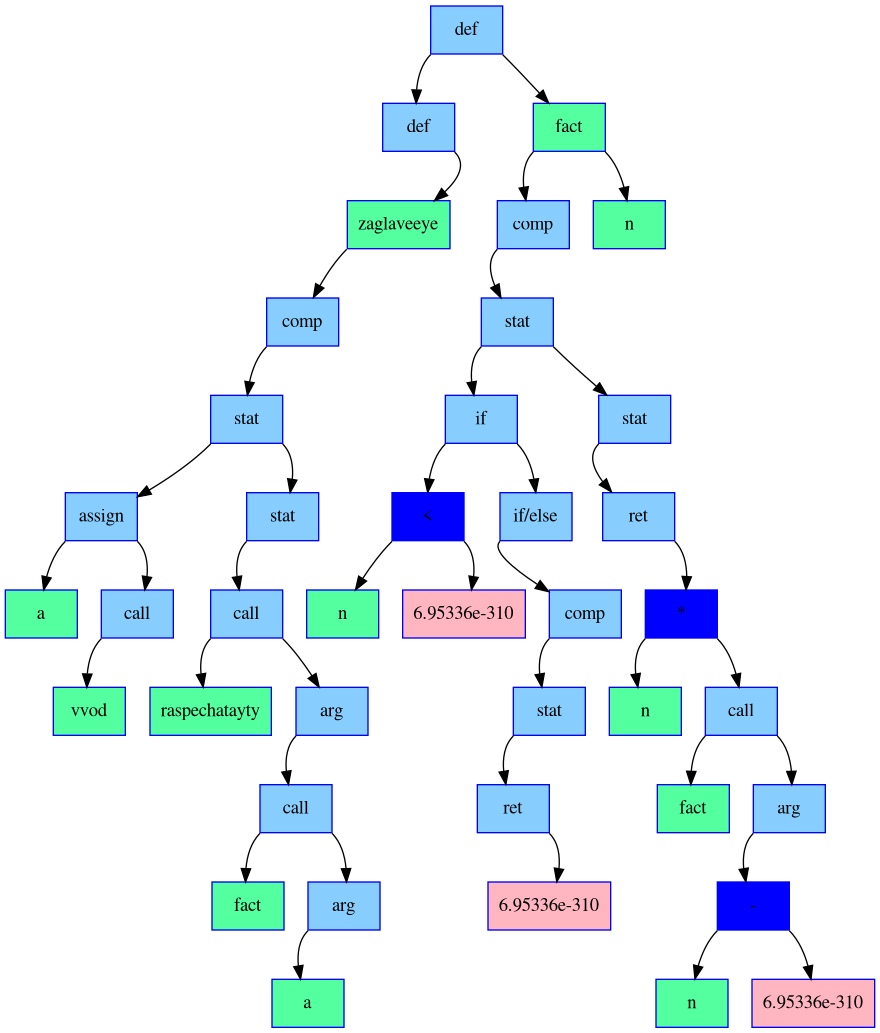 def
def
fact
zaglaveeye
comp
n
comp
stat
stat
if
stat
assign
stat
<
if/else
ret
a
call
call
n
6.95336e-310
comp
*
vvod
raspechatayty
arg
stat
n
call
call
ret
fact
arg
fact
arg
6.95336e-310
-
a
n
6.95336e-310